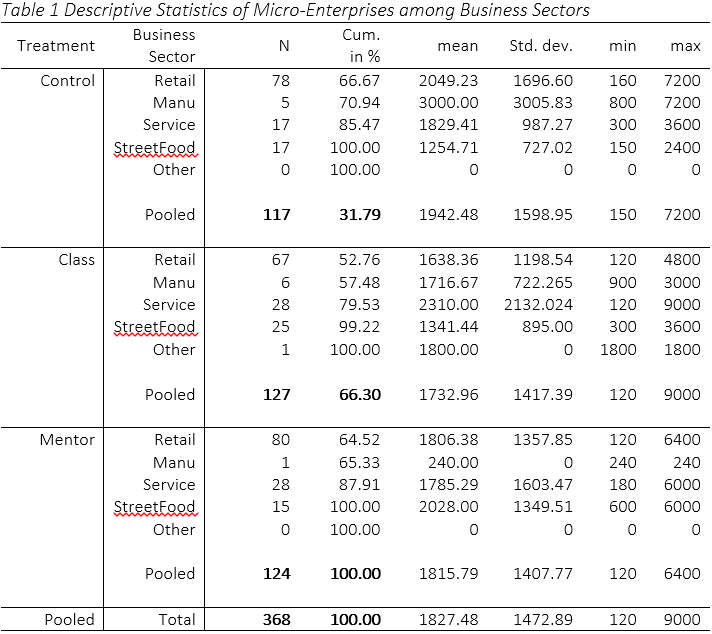 Table 1 Descriptive Statistics of Micro-Enterprises among Business Sectors
Treatment Business Sector N Cum. in % mean Std. dev. min max
Control Retail 78 66.67 2049.23 1696.60 160 7200
Manu 5 70.94 3000.00 3005.83 800 7200
Service 17 85.47 1829.41 987.27 300 3600
StreetFood 17 100.00 1254.71 727.02 150 2400
Other 0 100.00 0 0 0 0
Pooled 117 31.79 1942.48 1598.95 150 7200
Class Retail 67 52.76 1638.36 1198.54 120 4800
Manu 6 57.48 1716.67 722.265 900 3000
Service 28 79.53 2310.00 2132.024 120 9000
StreetFood 25 99.22 1341.44 895.00 300 3600
Other 1 100.00 1800.00 0 1800 1800
Pooled 127 66.30 1732.96 1417.39 120 9000
Mentor Retail 80 64.52 1806.38 1357.85 120 6400
Manu 1 65.33 240.00 0 240 240
Service 28 87.91 1785.29 1603.47 180 6000
StreetFood 15 100.00 2028.00 1349.51 600 6000
Other 0 100.00 0 0 0 0
Pooled 124 100.00 1815.79 1407.77 120 6400
Pooled Total 368 100.00 1827.48 1472.89 120 9000